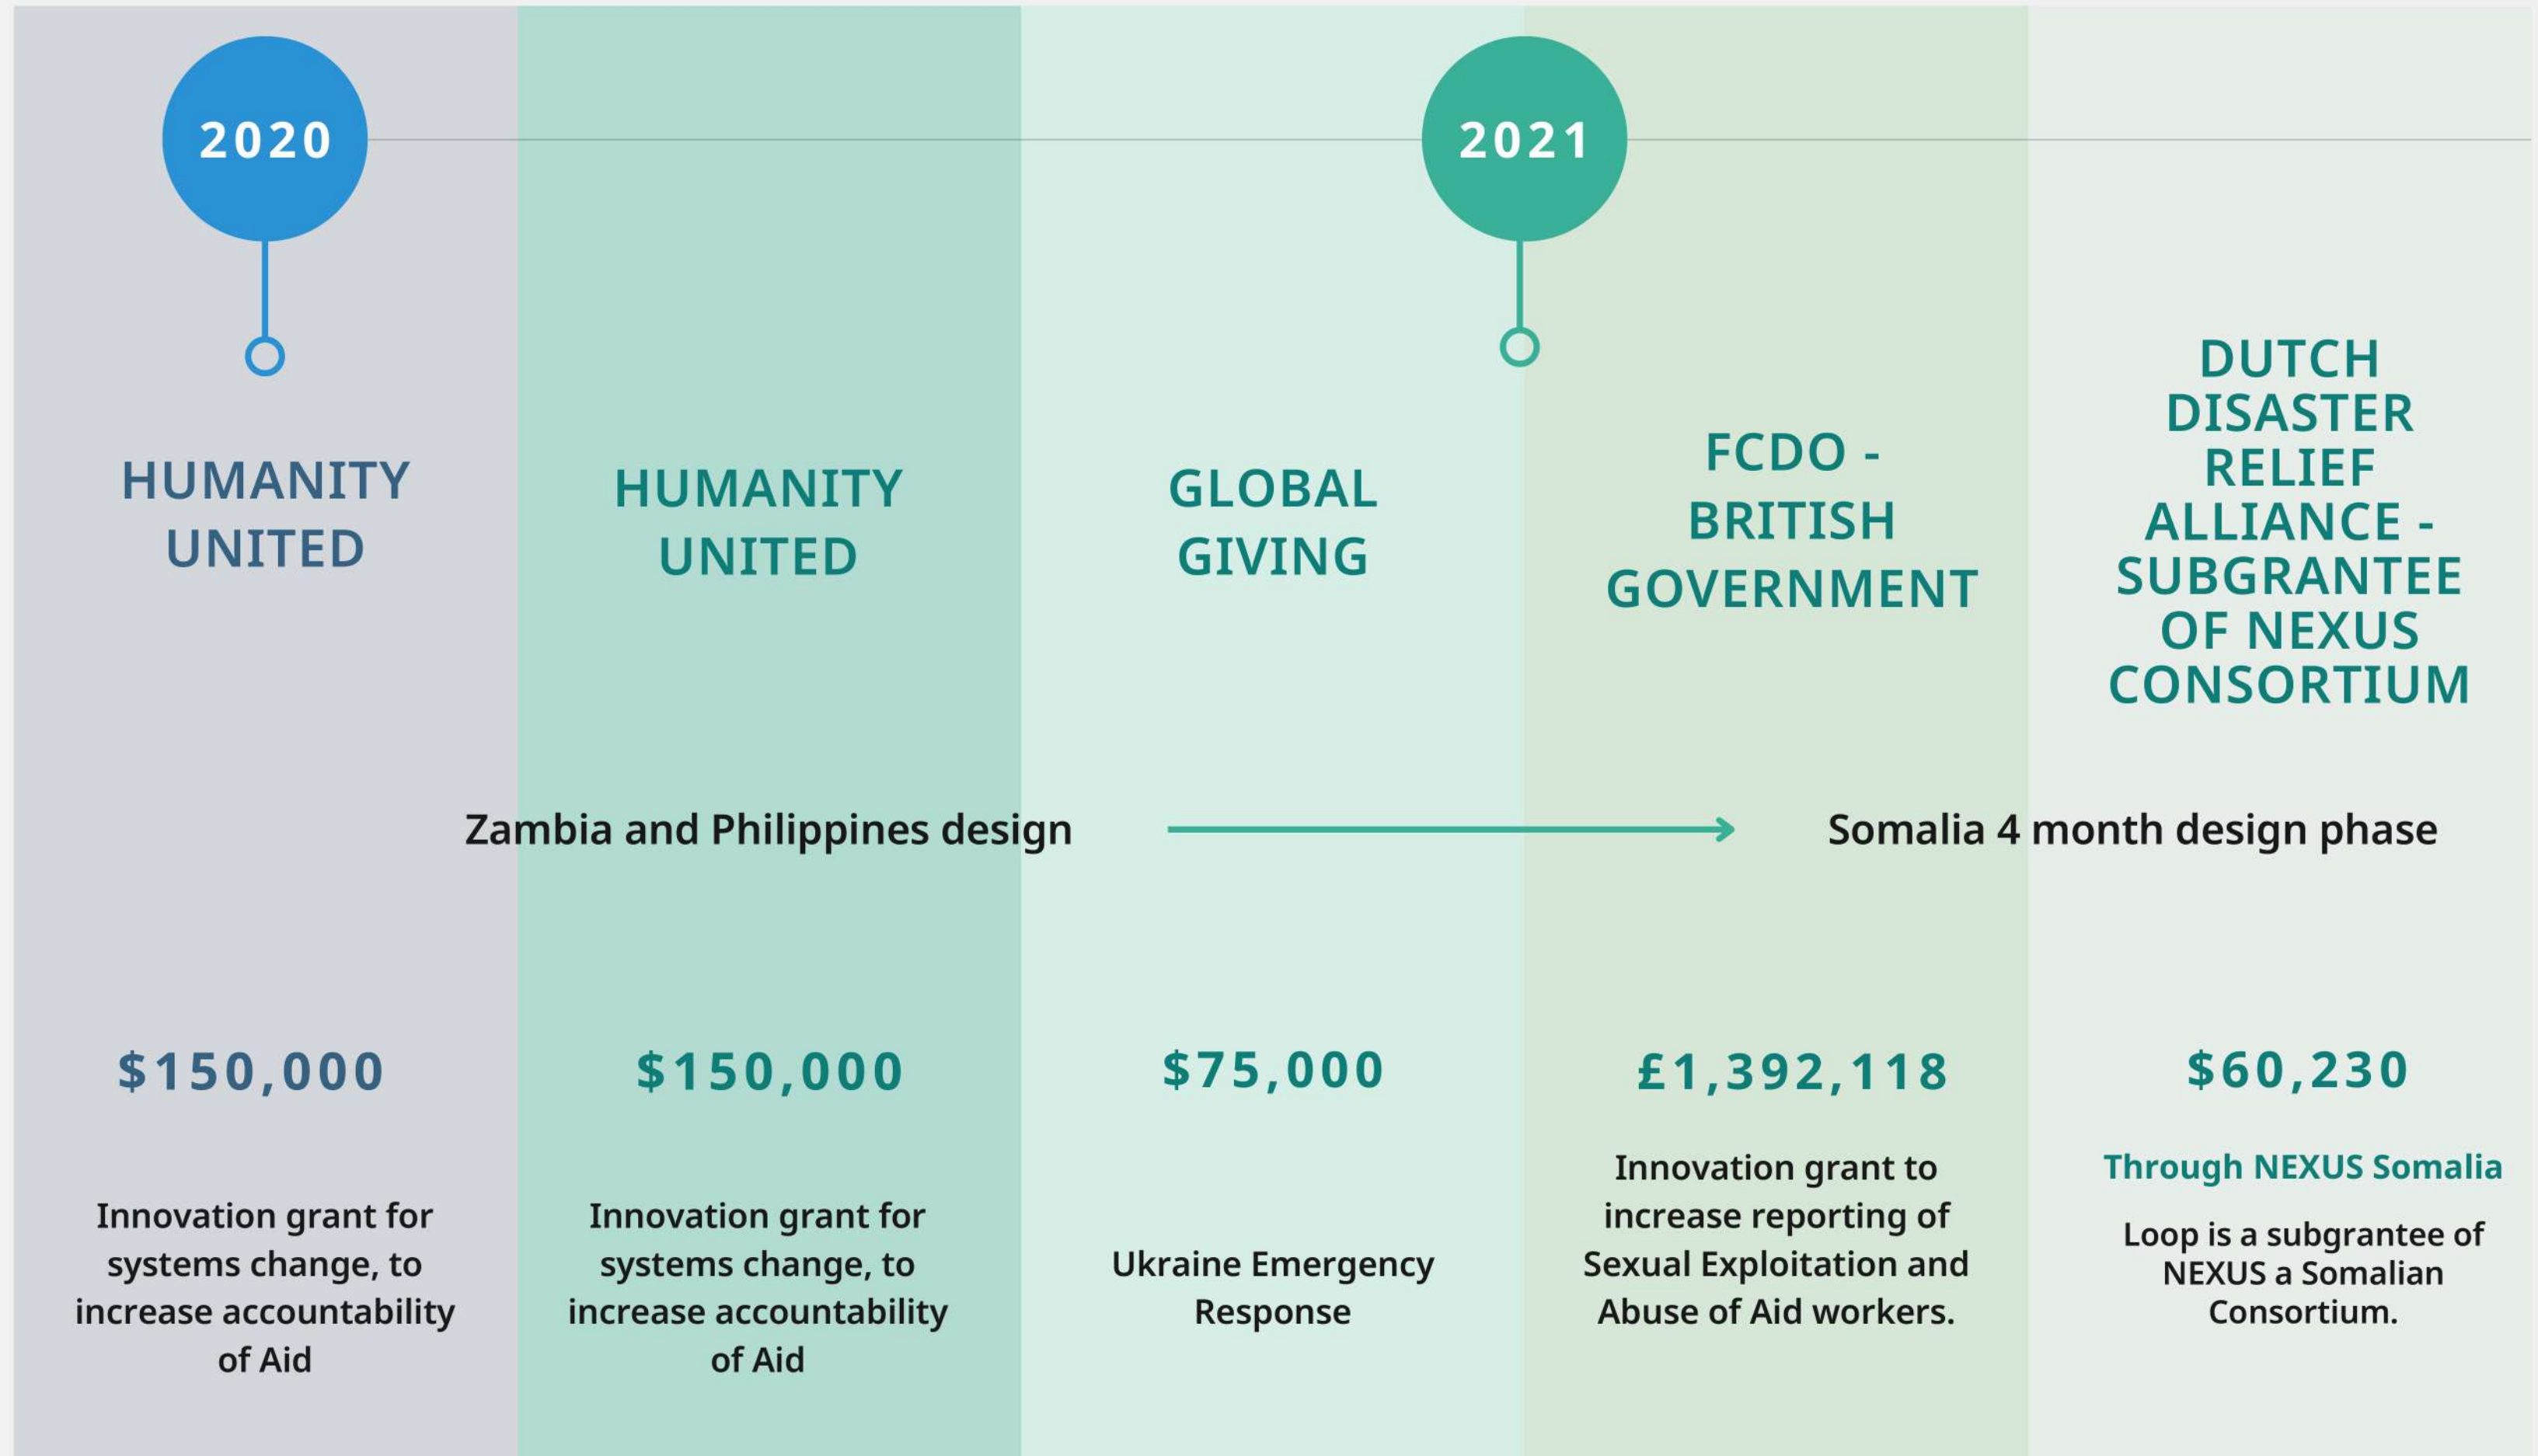 2020
2021
HUMANITY
UNITED
HUMANITY
UNITED
GLOBAL
GIVING
FCDO -
BRITISH
GOVERNMENT
DUTCH
DISASTER
RELIEF
ALLIANCE -
SUBGRANTEE
OF NEXUS
CONSORTIUM
Zambia and Philippines design
Somalia 4 month design phase
$150,000
$150,000
$75,000
£1,392,118
$60,230
Innovation grant for
systems change, to
increase accountability
of Aid
Innovation grant for
systems change, to
increase accountability
of Aid
Ukraine Emergency
Response
Innovation grant to
increase reporting of
Sexual Exploitation and
Abuse of Aid workers.
Through NEXUS Somalia
Loop is a subgrantee of
NEXUS a Somalian
Consortium.